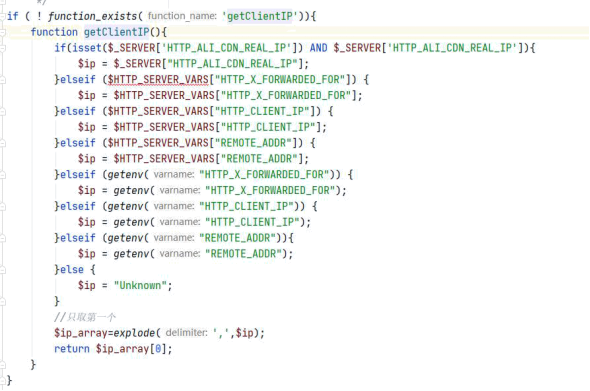 */
if ( ! function_exists( function_name: 'getClientIP')){
function getClientIP(){
if(isset($_SERVER['HTTP_ALI_CDN_REAL_IP']) AND $_SERVER['HTTP_ALI_CDN_REAL_IP']){
$ip = $_SERVER["HTTP_ALI_CDN_REAL_IP"];
}elseif ($HTTP_SERVER_VARS["HTTP_X_FORWARDED_FOR"]) {
$ip = $HTTP_SERVER_VARS["HTTP_X_FORWARDED_FOR"];
}elseif ($HTTP_SERVER_VARS["HTTP_CLIENT_IP"]) {
$ip = $HTTP_SERVER_VARS["HTTP_CLIENT_IP"];
}elseif ($HTTP_SERVER_VARS["REMOTE_ADDR"]) {
$ip = $HTTP_SERVER_VARS["REMOTE_ADDR"];
}elseif (getenv( varname: "HTTP_X_FORWARDED_FOR")) {
$ip = getenv( varname: "HTTP_X_FORWARDED_FOR");
}elseif (getenv( varname: "HTTP_CLIENT_IP")) {
$ip = getenv( varname: "HTTP_CLIENT_IP");
}elseif (getenv( varname: "REMOTE_ADDR")){
$ip = getenv( varname: "REMOTE_ADDR");
}else {
$ip = "Unknown";
}
//只取第一个
$ip_array=explode( delimiter: ',',$ip);
return $ip_array[0];
}
}